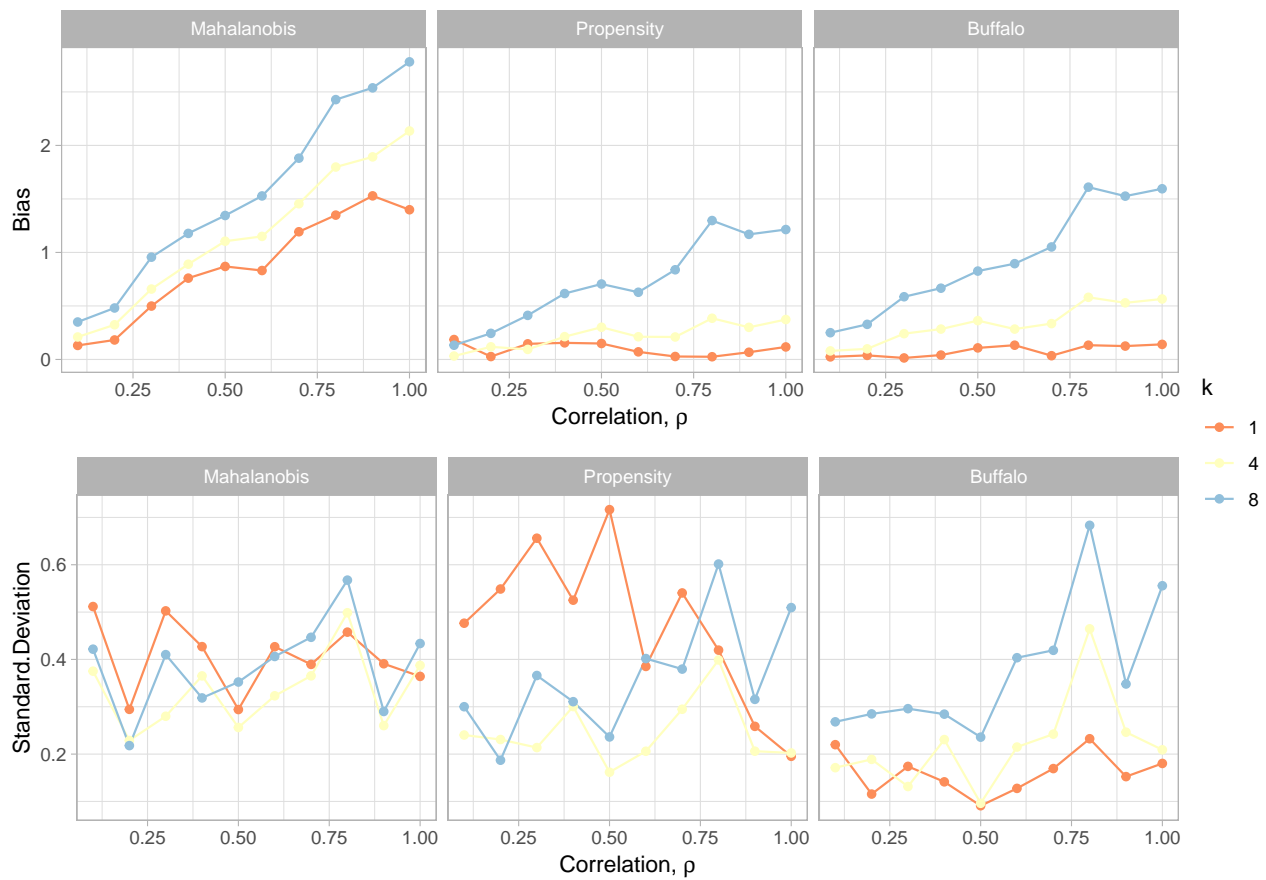 Mahalanobis Propensity Buffalo
Bias
2
1
0
0.25 0.50 0.75 1.00 0.25 0.50 0.75 1.00 0.25 0.50 0.75 1.00
Correlation, ρ
k
1
4
8
Mahalanobis Propensity Buffalo
Standard.Deviation
0.6
0.4
0.2
0.25 0.50 0.75 1.00 0.25 0.50 0.75 1.00 0.25 0.50 0.75 1.00
Correlation, ρ